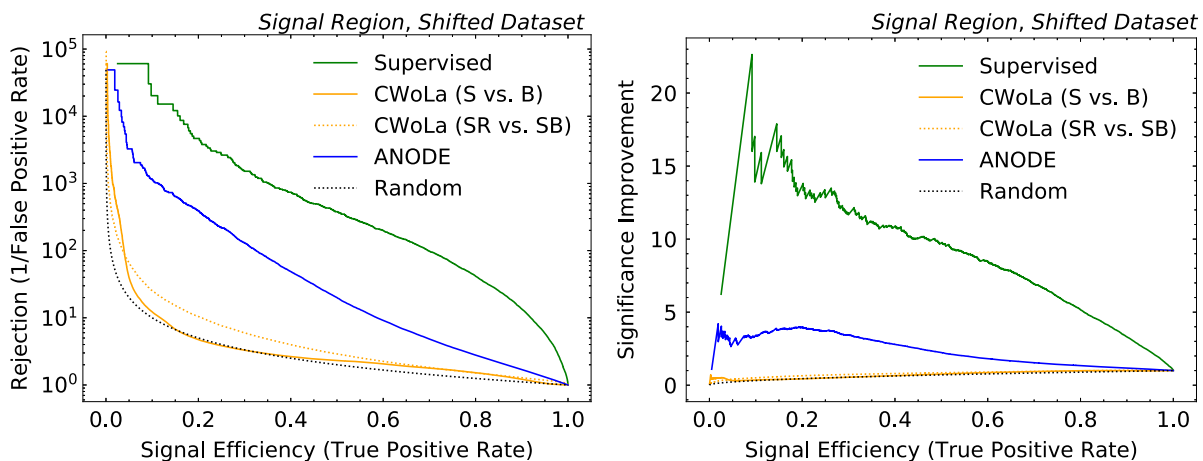 Signal Region, Shifted Dataset
10^5
10^4
10^3
10^2
10^1
10^0
Rejection (1/False Positive Rate)
Supervised
CWoLa (S vs. B)
CWoLa (SR vs. SB)
ANODE
Random
0.0 0.2 0.4 0.6 0.8 1.0
Signal Efficiency (True Positive Rate)
Signal Region, Shifted Dataset
20
15
10
5
0
Significance Improvement
Supervised
CWoLa (S vs. B)
CWoLa (SR vs. SB)
ANODE
Random
0.0 0.2 0.4 0.6 0.8 1.0
Signal Efficiency (True Positive Rate)